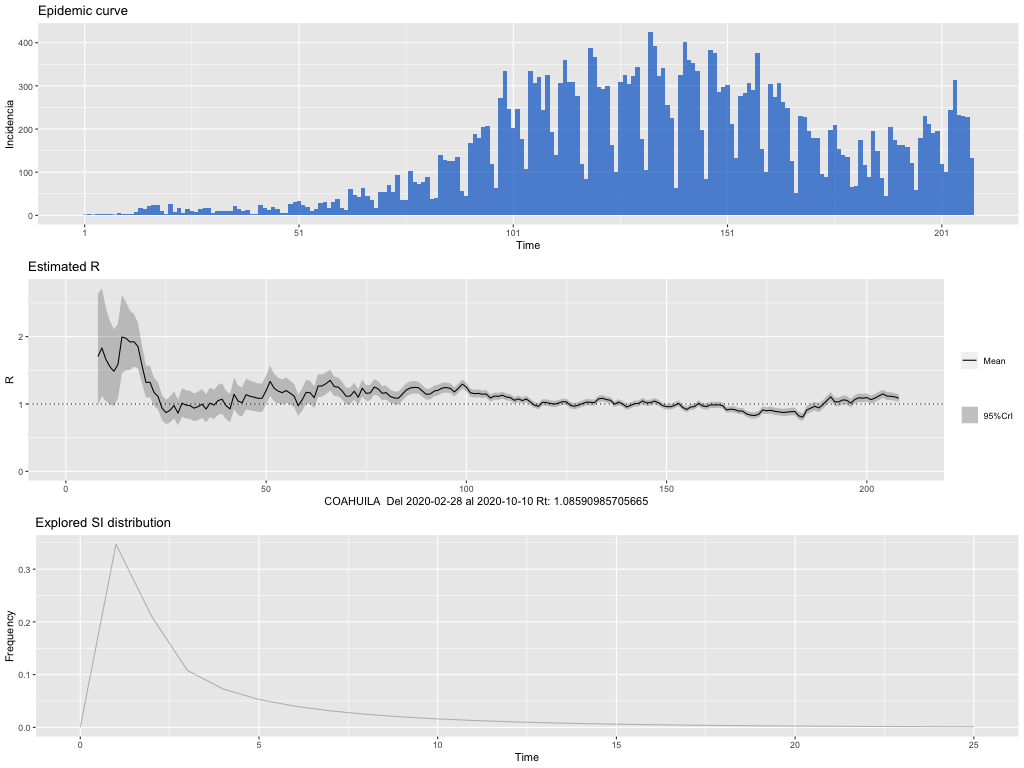 Epidemic curve
400
300
200
100
0
Incidencia
1 51 101 151 201
Time
Estimated R
2
1
0
R
Mean
95%CrI
0 50 100 150 200
COAHUILA Del 2020-02-28 al 2020-10-10 Rt: 1.08590985705665
Explored SI distribution
0.3
0.2
0.1
0.0
Frequency
0 5 10 15 20 25
Time